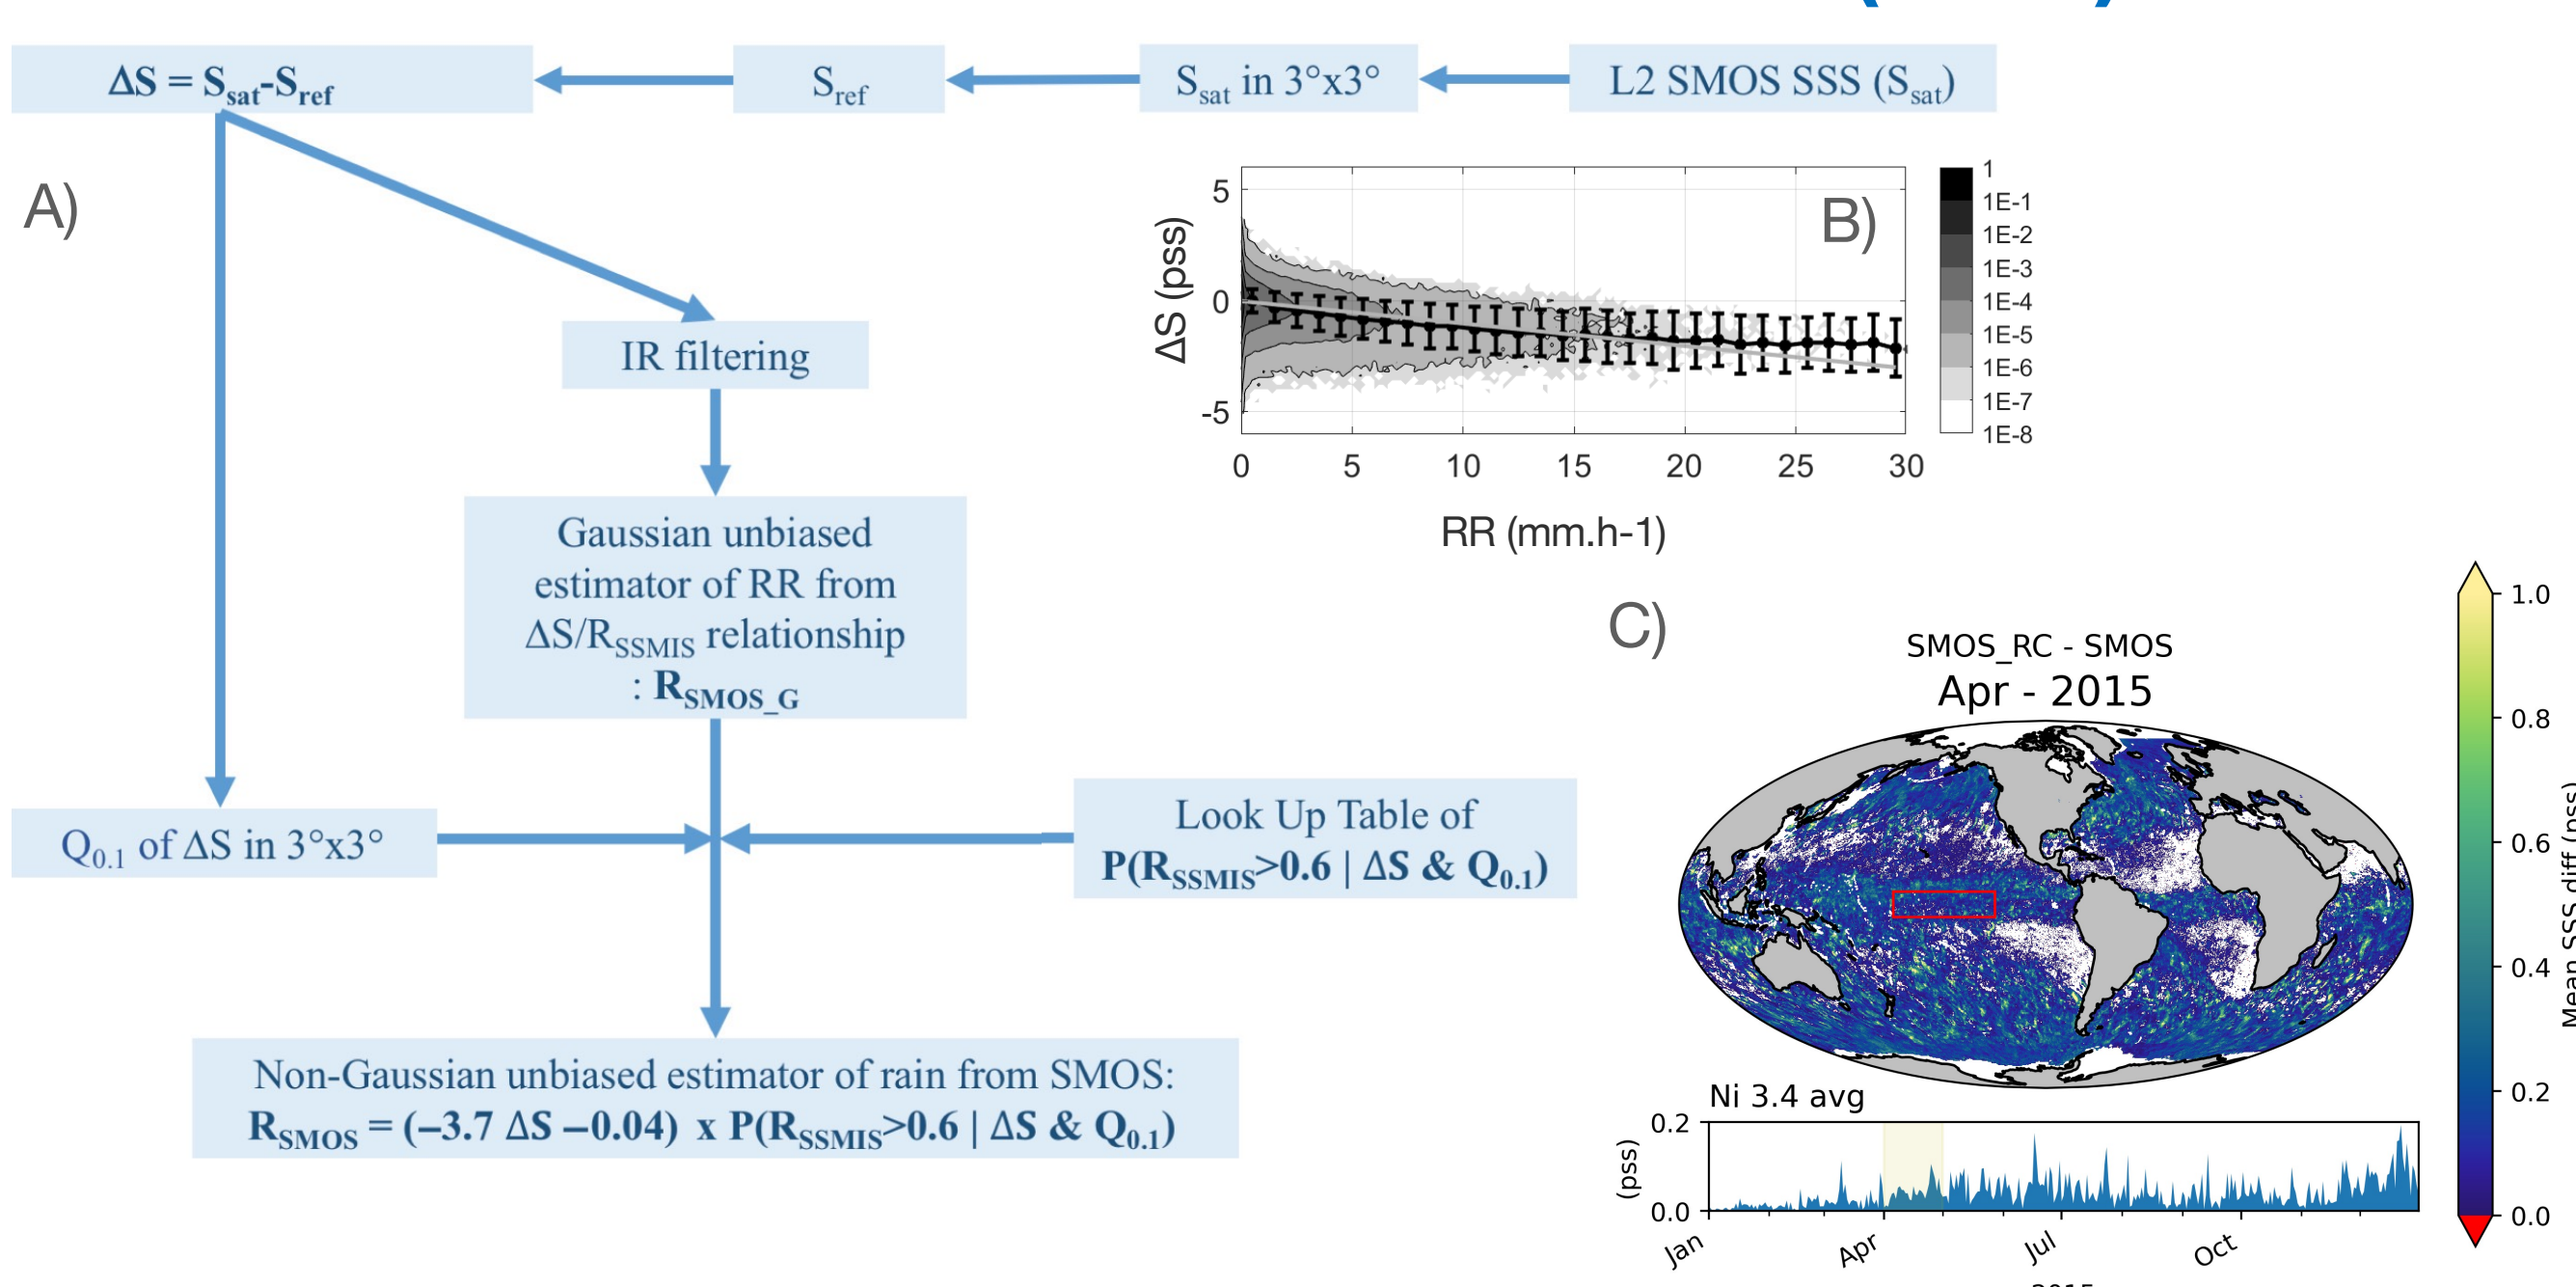 ΔS = Ssat-Sref
Sref
Ssat in 3°x3°
L2 SMOS SSS (Ssat)
A)
IR filtering
Gaussian unbiased
estimator of RR from
ΔS/RSSMIS relationship
: RSMOS_G
Q0.1 of ΔS in 3°x3°
Look Up Table of
P(RSSMIS>0.6 | ΔS & Q0.1)
Non-Gaussian unbiased estimator of rain from SMOS:
RSMOS = (–3.7 ΔS –0.04) x P(RSSMIS>0.6 | ΔS & Q0.1)
B)
ΔS (pss)
5
0
-5
0 5 10 15 20 25 30
RR (mm.h-1)
1
1E-1
1E-2
1E-3
1E-4
1E-5
1E-6
1E-7
1E-8
C)
SMOS_RC - SMOS
Apr - 2015
1.0
0.8
0.6
0.4
0.2
0.0
Mean SSS diff (pss)
Ni 3.4 avg
(pss)
0.2
0.0
Jan Apr Jul Oct
2015